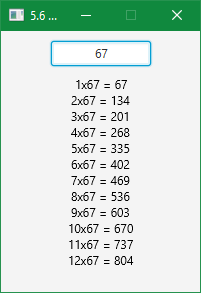 5.6 ...
67
1x67 = 67
2x67 = 134
3x67 = 201
4x67 = 268
5x67 = 335
6x67 = 402
7x67 = 469
8x67 = 536
9x67 = 603
10x67 = 670
11x67 = 737
12x67 = 804